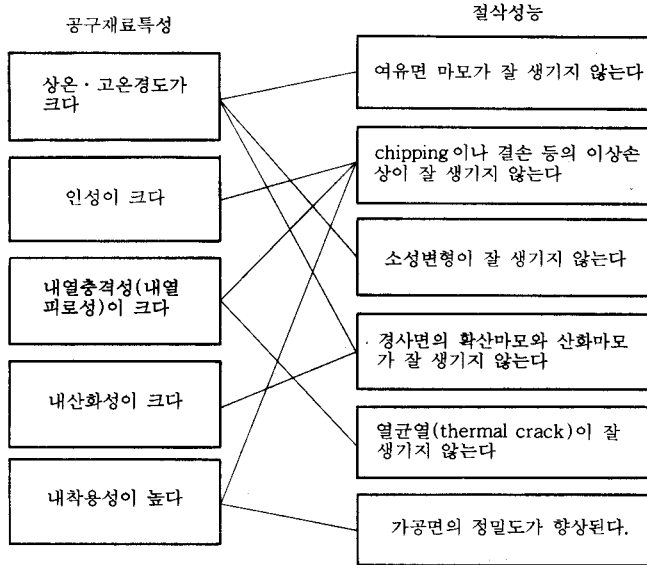 공구재료특성
절삭성능
상온·고온경도가
크다
인성이 크다
내열충격성(내열
피로성)이 크다
내산화성이 크다
내착용성이 높다
여유면 마모가 잘 생기지 않는다
chipping이나 결손 등의 이상손
상이 잘 생기지 않는다
소성변형이 잘 생기지 않는다
경사면의 확산마모와 산화마모
가 잘 생기지 않는다
열균열(thermal crack)이 잘
생기지 않는다
가공면의 정밀도가 향상된다.